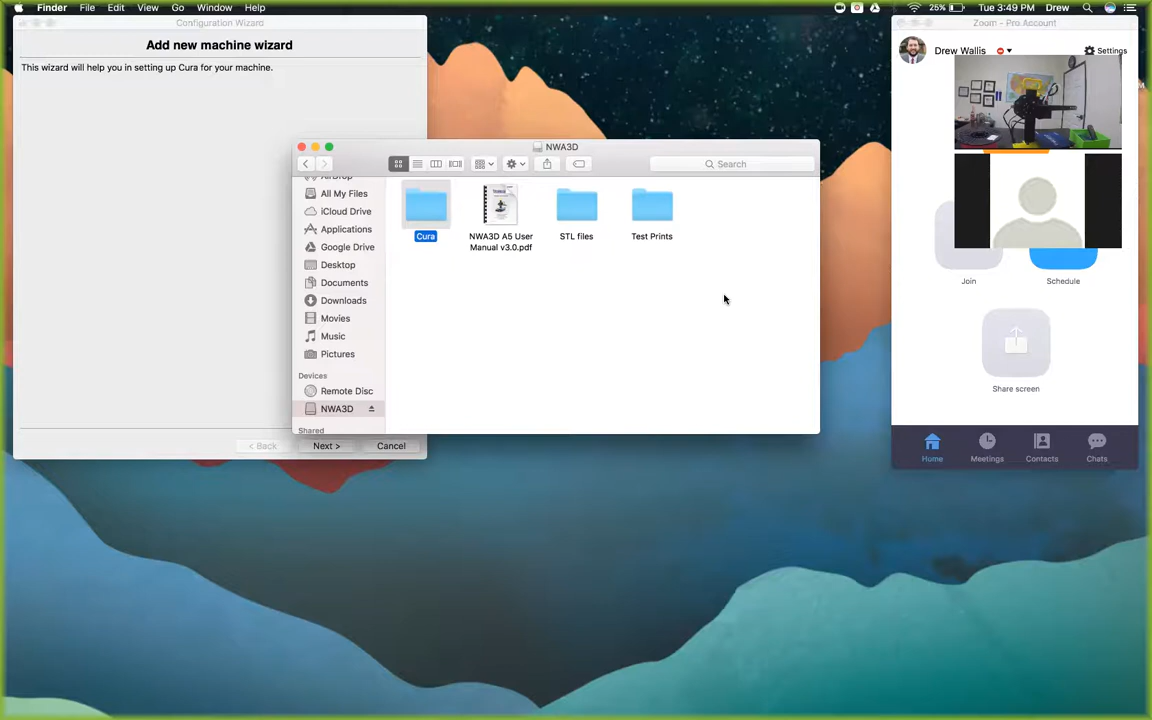 Finder File Edit View Go Window Help
25% Tue 3:49 PM Drew
Configuration Wizard
Add new machine wizard
This wizard will help you in setting up Cura for your machine.
< Back Next > Cancel
NWA3D
Search
AirDrop
All My Files
iCloud Drive
Applications
Google Drive
Desktop
Documents
Downloads
Movies
Music
Pictures
Devices
Remote Disc
NWA3D
Shared
Cura
NWA3D A5 User
Manual v3.0.pdf
STL files
Test Prints
Zoom - Pro Account
Drew Wallis
Settings
Join
Schedule
Share screen
Home
Meetings
Contacts
Chats